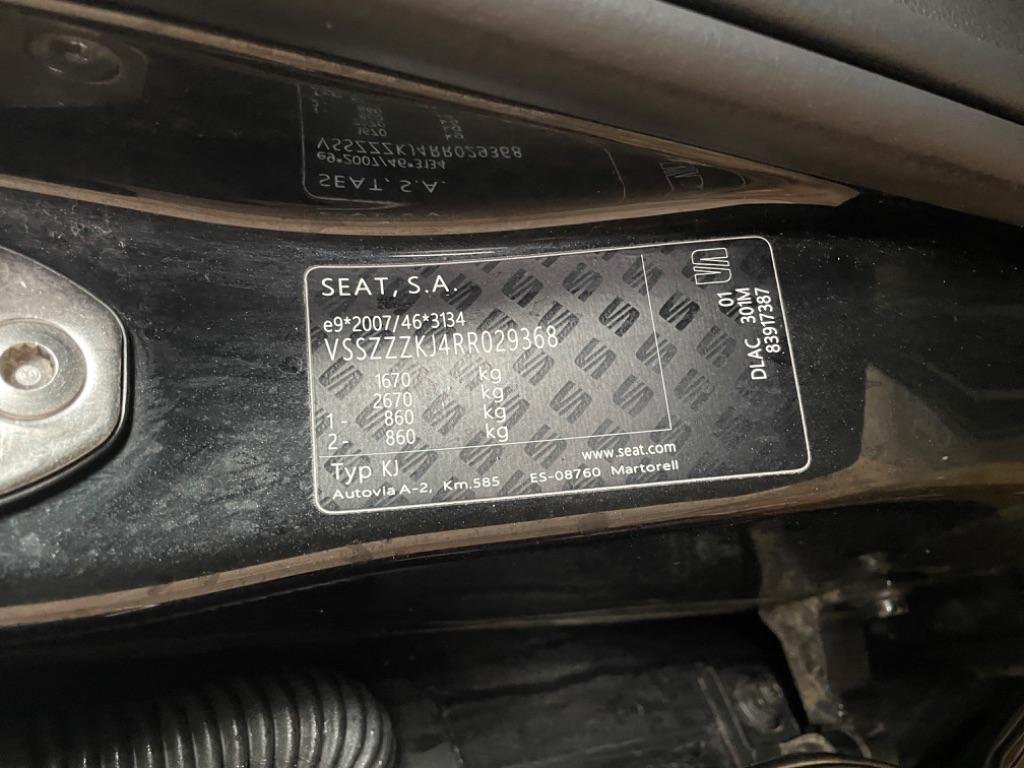 SEAT, S.A.
e9*2007/46*3134
VSSZZZKJ4RR029368
1670 kg
2670 kg
1 - 860 kg
2 - 860 kg
Typ KJ
www.seat.com
Autovia A-2, Km.585 ES-08760 Martorell
01
DLAC 301M
83917387